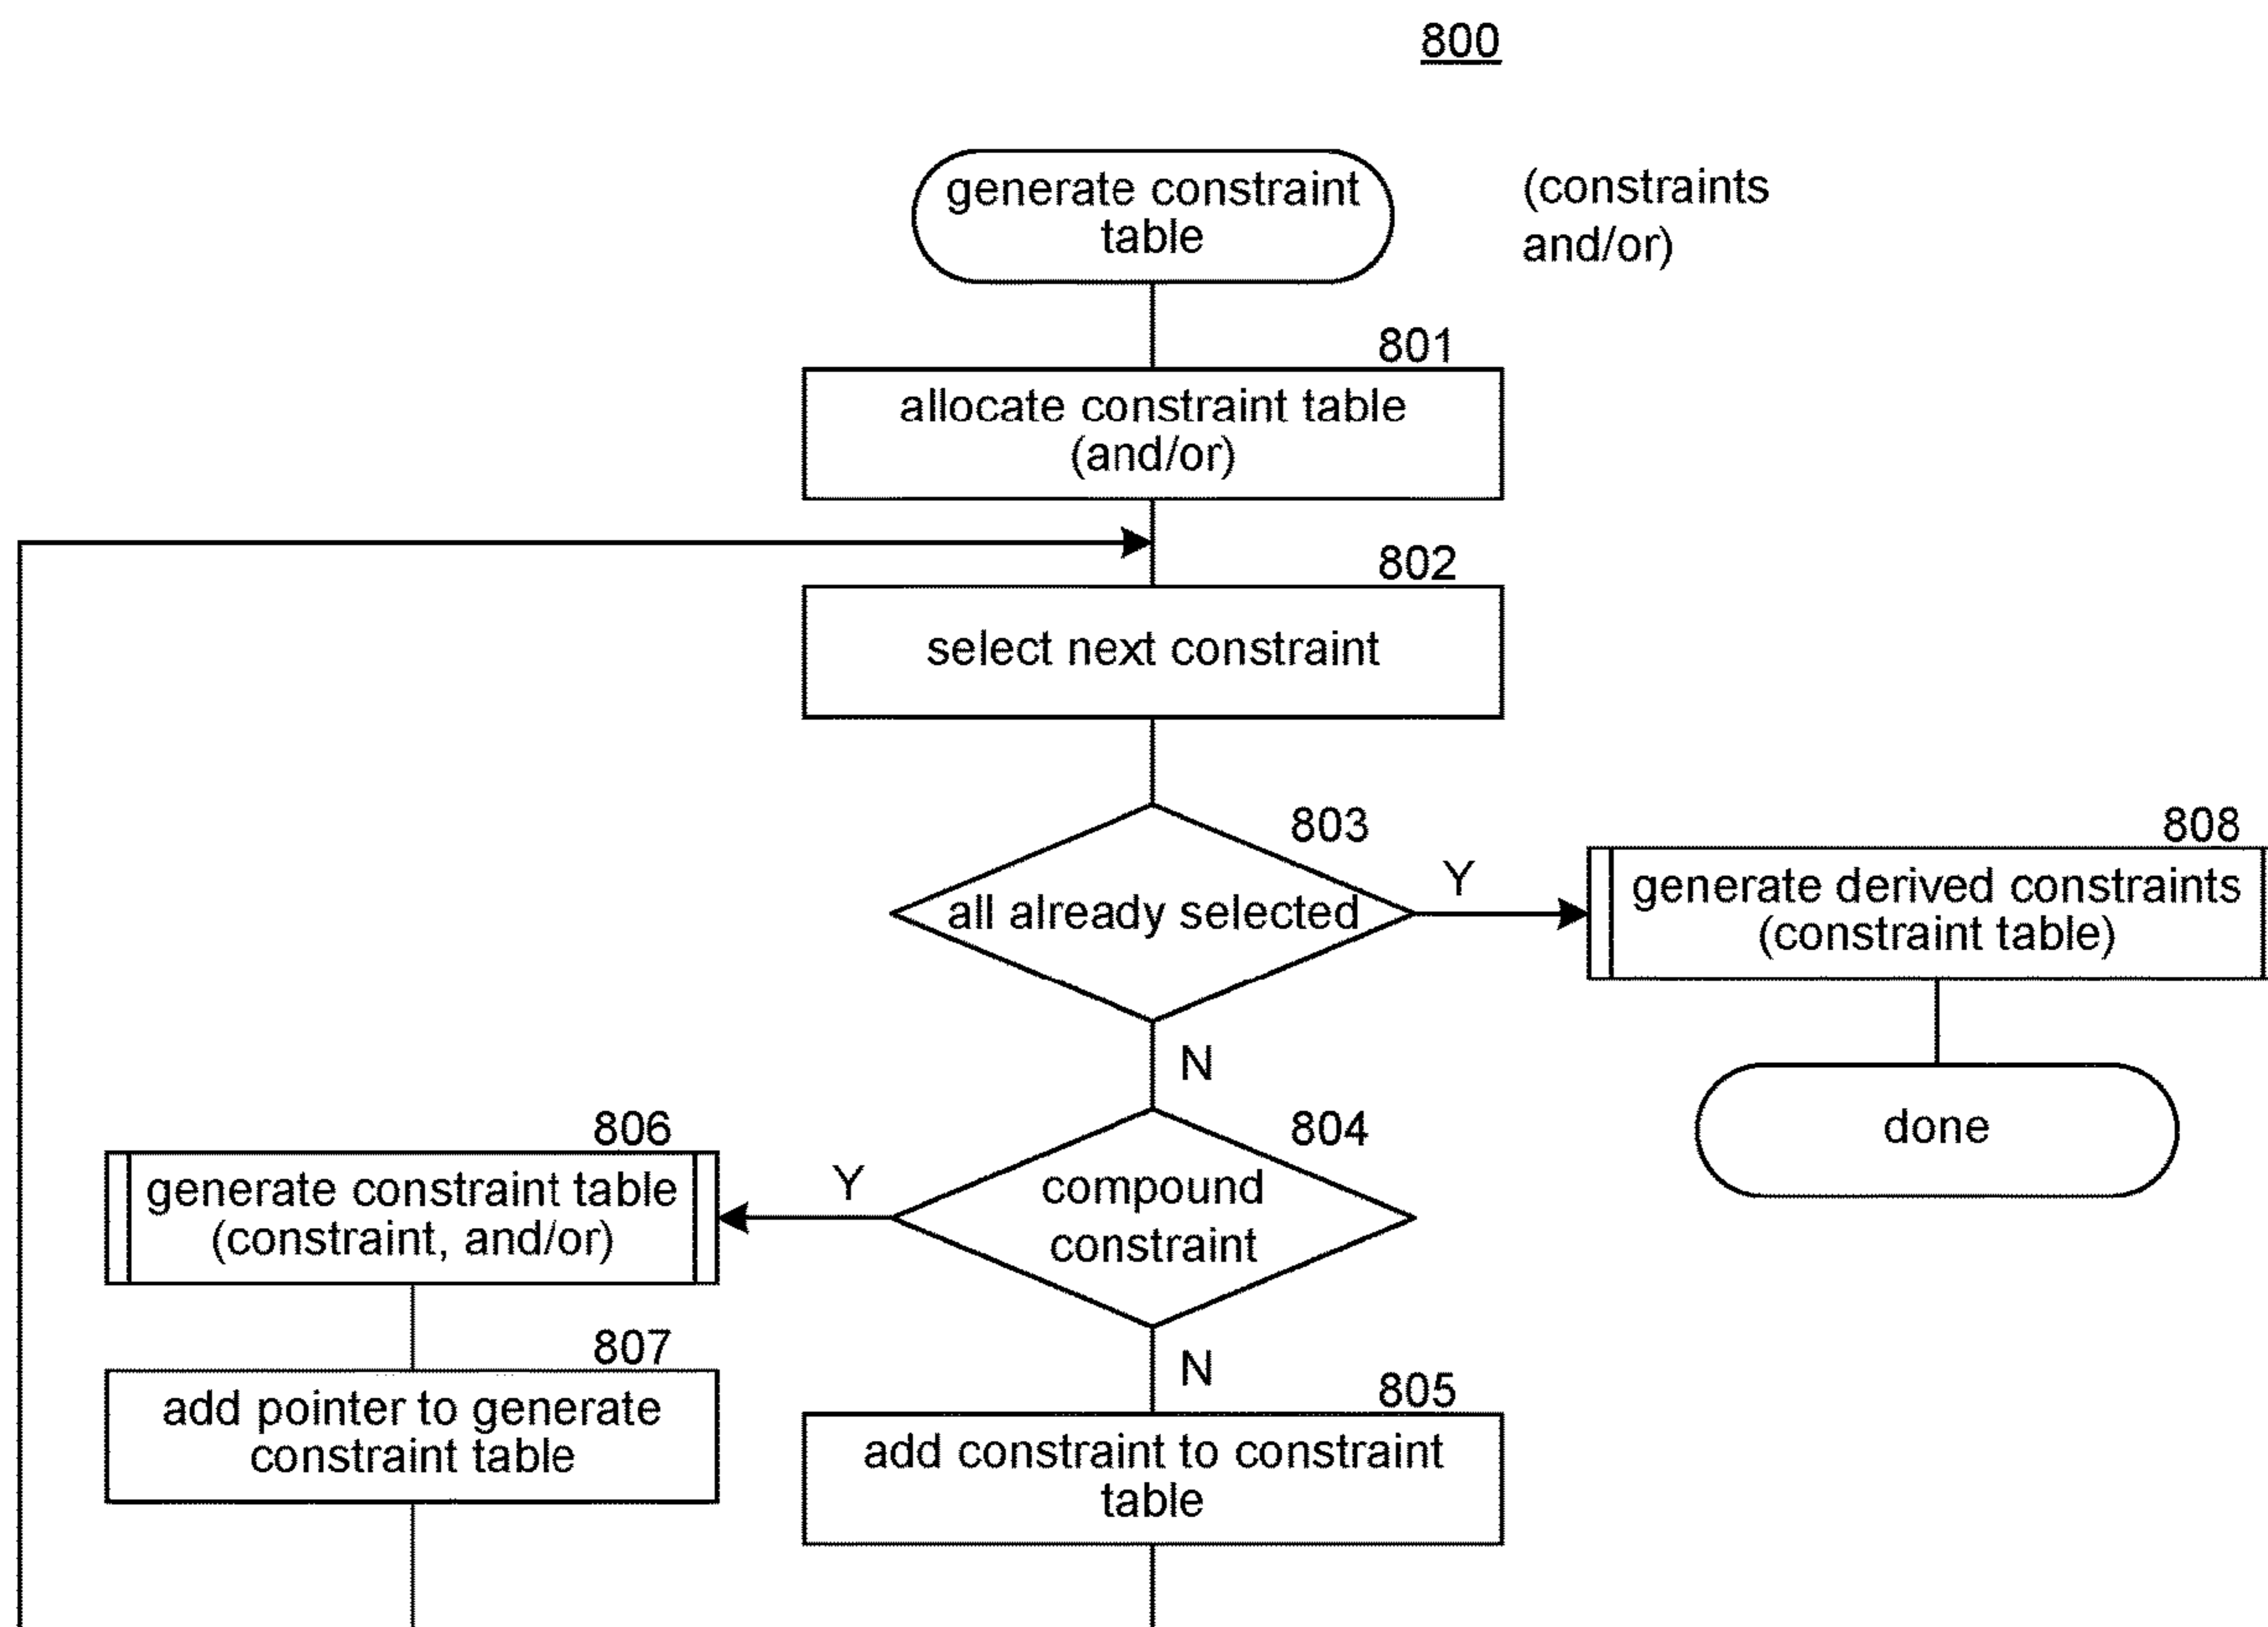 800
generate constraint
table
(constraints
and/or)
801
allocate constraint table
(and/or)
802
select next constraint
803
all already selected
Y
808
generate derived constraints
(constraint table)
N
done
804
compound
constraint
Y
806
generate constraint table
(constraint, and/or)
807
add pointer to generate
constraint table
N
805
add constraint to constraint
table